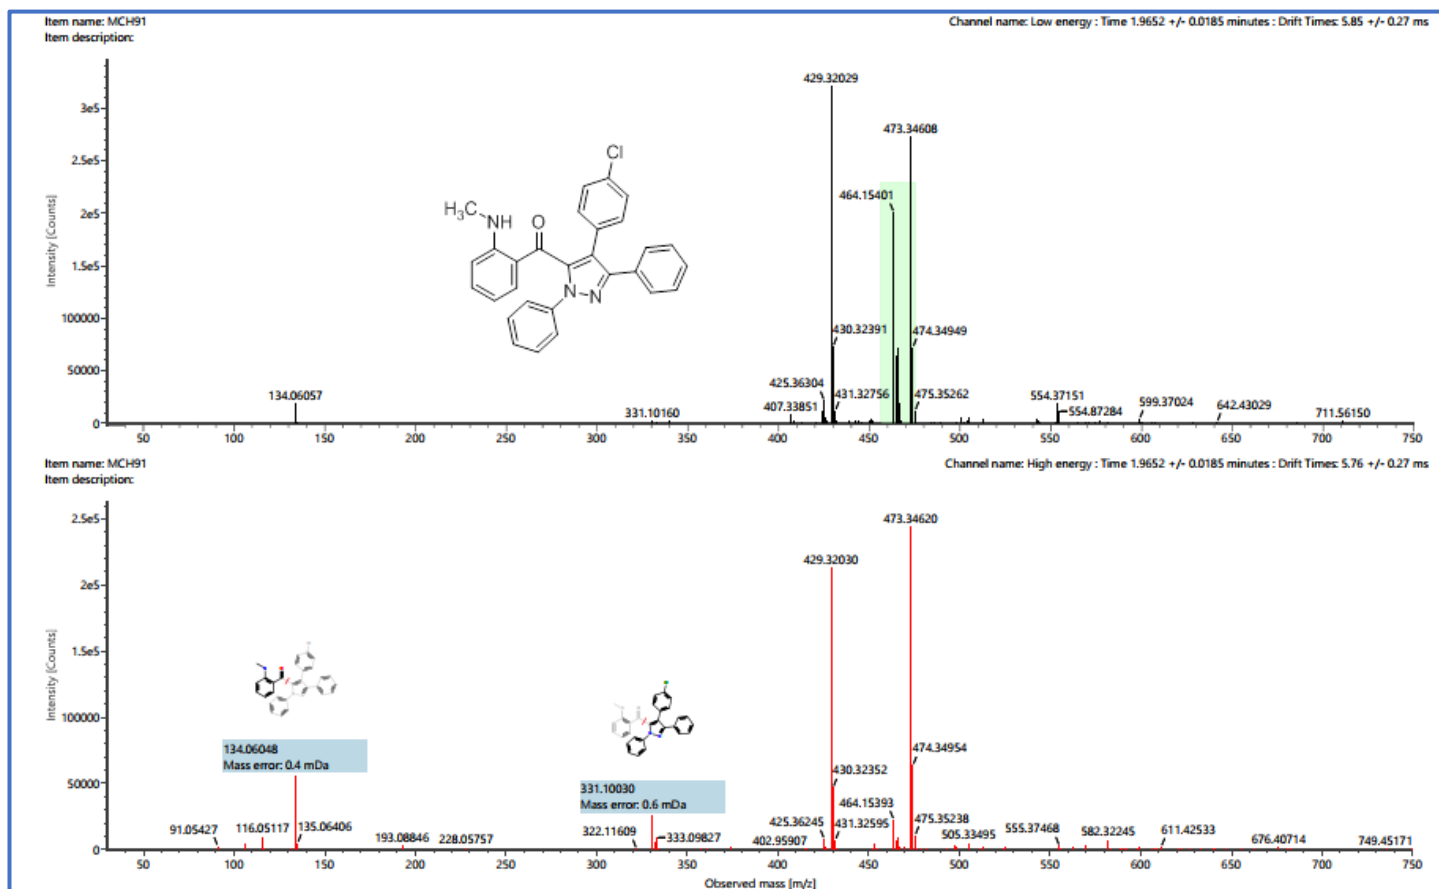 Item name: MCH91
Channel name: Low energy : Time 1.9652 +/- 0.0185 minutes : Drift Times: 5.85 +/- 0.27 ms
Item description:
429.32029
3e5
473.34608
Cl
2.5e5
464.15401
H3C
NH
O
Intensity [Counts]
2e5
1.5e5
N
N
430.32391
474.34949
100000
50000
425.36304
431.32756
475.35262
134.06057
407.33851
554.37151
599.37024
331.10160
554.87284
642.43029
711.56150
0
50 100 150 200 250 300 350 400 450 500 550 600 650 700 750
Item name: MCH91
Channel name: High energy : Time 1.9652 +/- 0.0185 minutes : Drift Times: 5.76 +/- 0.27 ms
Item description:
2.5e5
473.34620
429.32030
2e5
Intensity [Counts]
1.5e5
100000
134.06048
Mass error: 0.4 mDa
474.34954
430.32352
331.10030
Mass error: 0.6 mDa
50000
464.15393
425.36245
431.32595
475.35238
91.05427
116.05117
135.06406
193.08846
228.05757
322.11609
333.09827
402.95907
505.33495
555.37468
582.32245
611.42533
676.40714
749.45171
0
50 100 150 200 250 300 350 400 450 500 550 600 650 700 750
Observed mass [m/z]